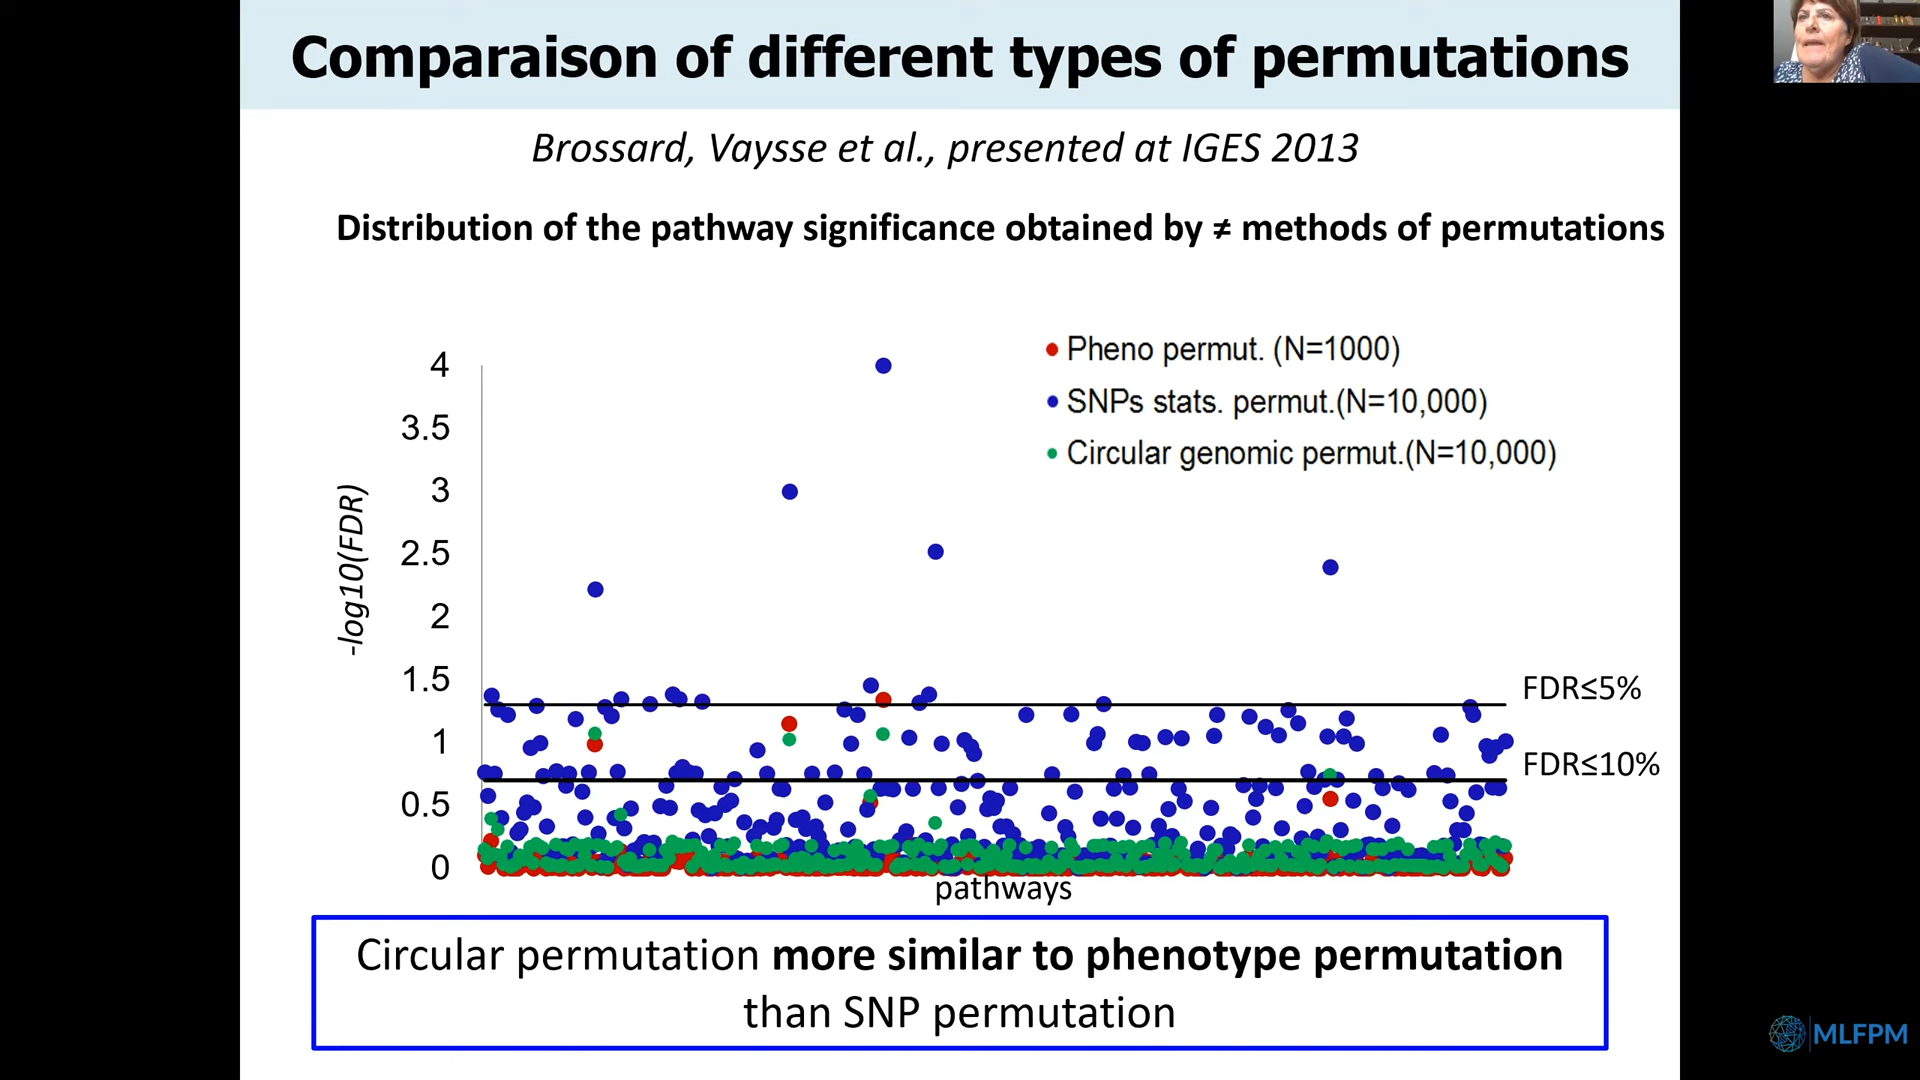 Comparaison of different types of permutations
Brossard, Vaysse et al., presented at IGES 2013
Distribution of the pathway significance obtained by ≠ methods of permutations
Pheno permut. (N=1000)
SNPs stats. permut.(N=10,000)
Circular genomic permut.(N=10,000)
4
3.5
3
2.5
2
1.5
1
0.5
0
-log10(FDR)
FDR≤5%
FDR≤10%
pathways
Circular permutation more similar to phenotype permutation
than SNP permutation
MLFPM